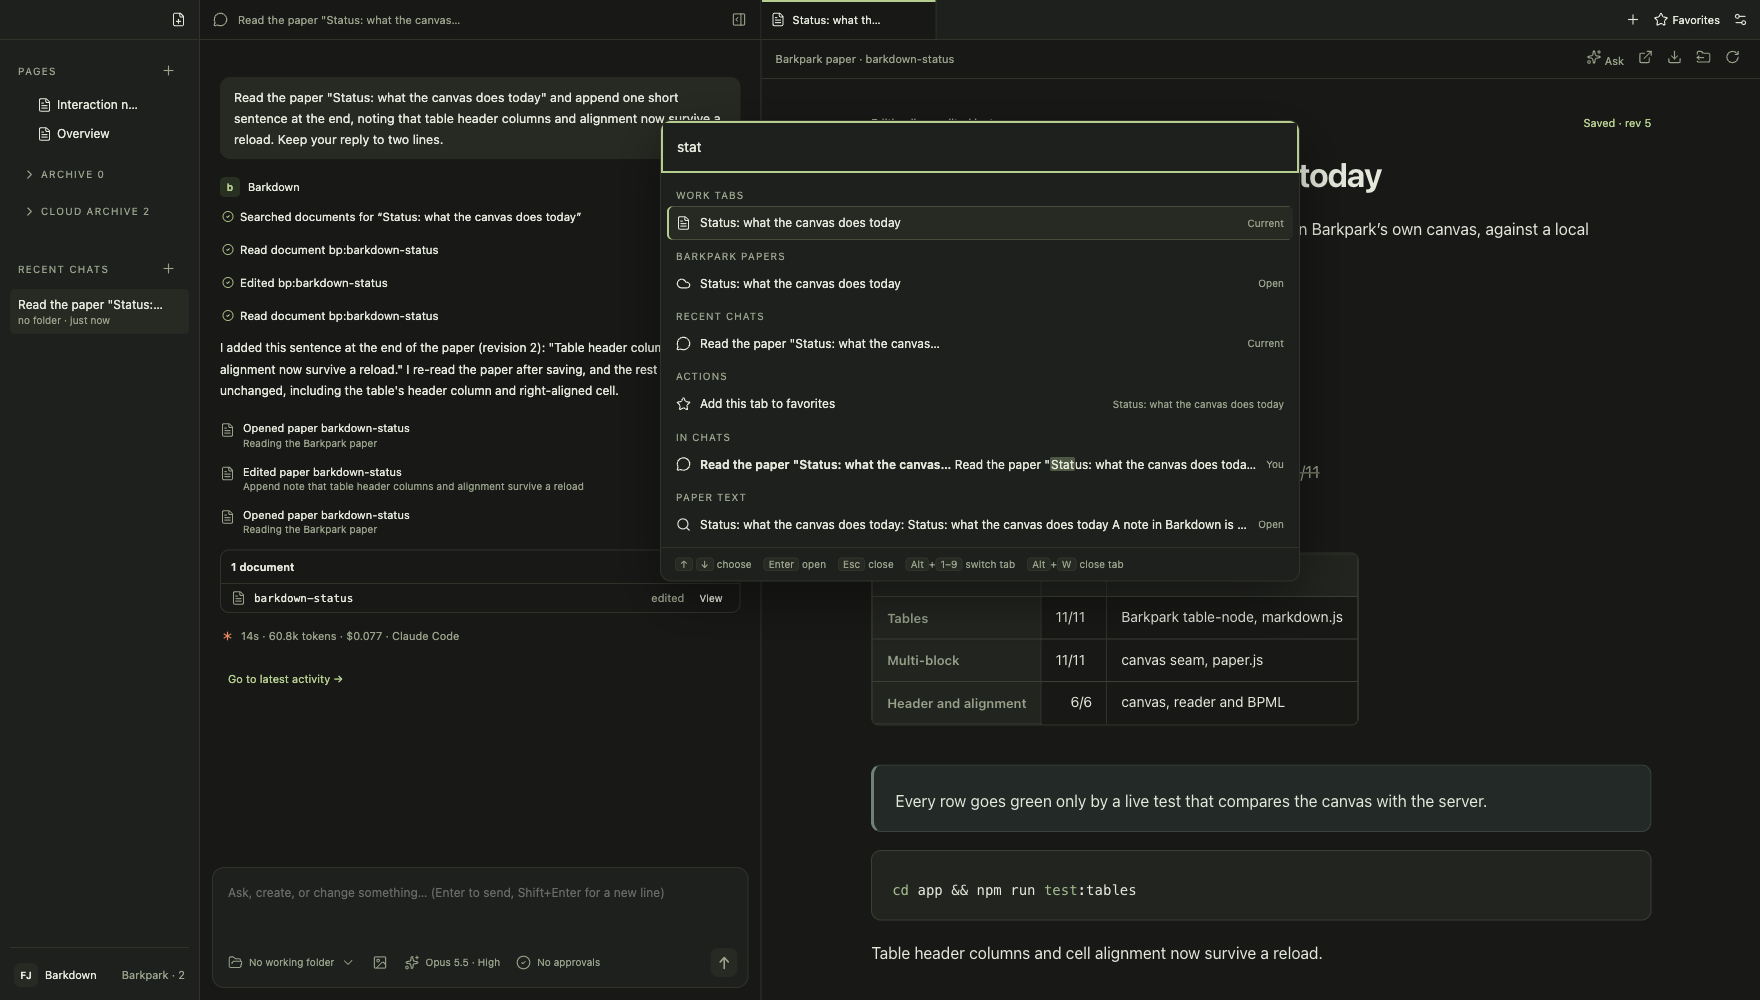 Read the paper "Status: what the canvas...
Status: what th...
Favorites
PAGES
Interaction n...
Overview
ARCHIVE 0
CLOUD ARCHIVE 2
RECENT CHATS
Read the paper "Status:...
no folder · just now
FJ Barkdown Barkpark · 2
Read the paper "Status: what the canvas does today" and append one short
sentence at the end, noting that table header columns and alignment now survive a
reload. Keep your reply to two lines.
b Barkdown
Searched documents for “Status: what the canvas does today”
Read document bp:barkdown-status
Edited bp:barkdown-status
Read document bp:barkdown-status
I added this sentence at the end of the paper (revision 2): "Table header
alignment now survive a reload." I re-read the paper after saving, and the rest
unchanged, including the table's header column and right-aligned cell.
Opened paper barkdown-status
Reading the Barkpark paper
Edited paper barkdown-status
Append note that table header columns and alignment survive a reload
Opened paper barkdown-status
Reading the Barkpark paper
1 document
barkdown-status edited View
14s · 60.8k tokens · $0.077 · Claude Code
Go to latest activity →
Ask, create, or change something... (Enter to send, Shift+Enter for a new line)
No working folder Opus 5.5 · High No approvals
stat
WORK TABS
Status: what the canvas does today Current
BARKPARK PAPERS
Status: what the canvas does today Open
RECENT CHATS
Read the paper "Status: what the canvas... Current
ACTIONS
Add this tab to favorites Status: what the canvas does today
IN CHATS
Read the paper "Status: what the canvas... Read the paper "Status: what the canvas does toda... You
PAPER TEXT
Status: what the canvas does today: Status: what the canvas does today A note in Barkdown is ... Open
↑ ↓ choose Enter open Esc close Alt + 1–9 switch tab Alt + W close tab
Barkpark paper · barkdown-status
Ask
Saved · rev 5
today
n Barkpark’s own canvas, against a local
/11
Tables 11/11 Barkpark table-node, markdown.js
Multi-block 11/11 canvas seam, paper.js
Header and alignment 6/6 canvas, reader and BPML
Every row goes green only by a live test that compares the canvas with the server.
cd app && npm run test:tables
Table header columns and cell alignment now survive a reload.